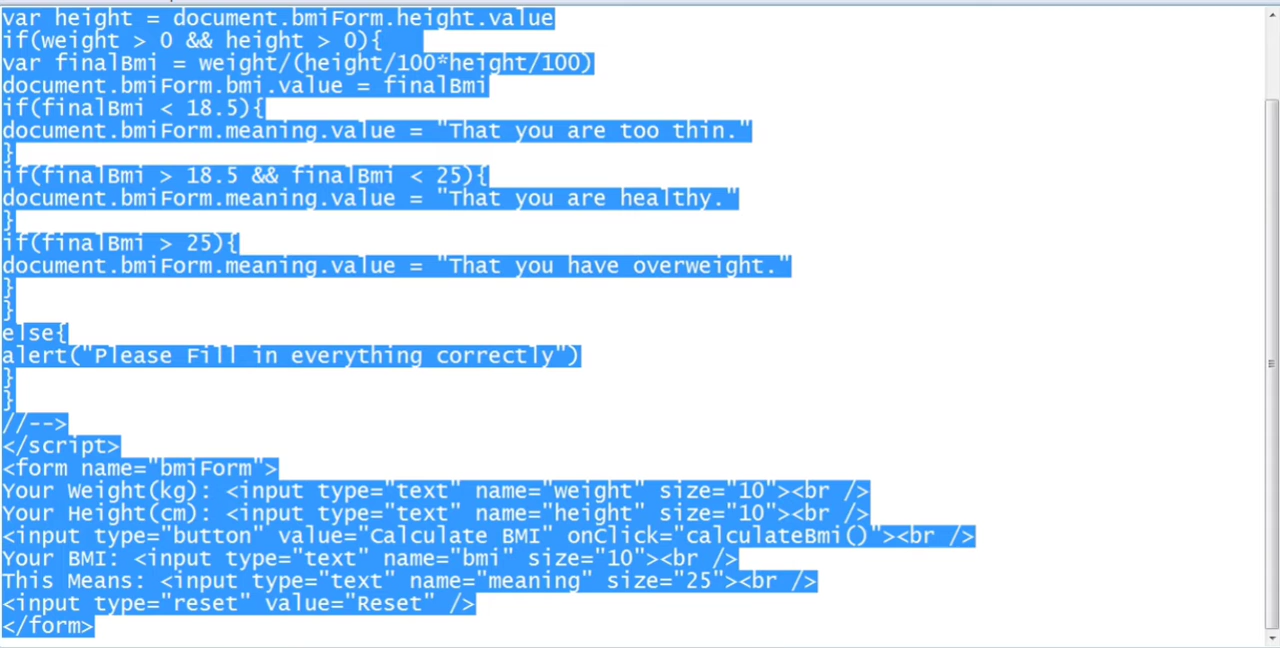 var height = document.bmiForm.height.value
if(weight > 0 && height > 0){
var finalBmi = weight/(height/100*height/100)
document.bmiForm.bmi.value = finalBmi
if(finalBmi < 18.5){
document.bmiForm.meaning.value = "That you are too thin."
}
if(finalBmi > 18.5 && finalBmi < 25){
document.bmiForm.meaning.value = "That you are healthy."
}
if(finalBmi > 25){
document.bmiForm.meaning.value = "That you have overweight."
}
}
else{
alert("Please Fill in everything correctly")
}
}
//-->
</script>
<form name="bmiForm">
Your Weight(kg): <input type="text" name="weight" size="10"><br />
Your Height(cm): <input type="text" name="height" size="10"><br />
<input type="button" value="Calculate BMI" onClick="calculateBmi()"><br />
Your BMI: <input type="text" name="bmi" size="10"><br />
This Means: <input type="text" name="meaning" size="25"><br />
<input type="reset" value="Reset" />
</form>